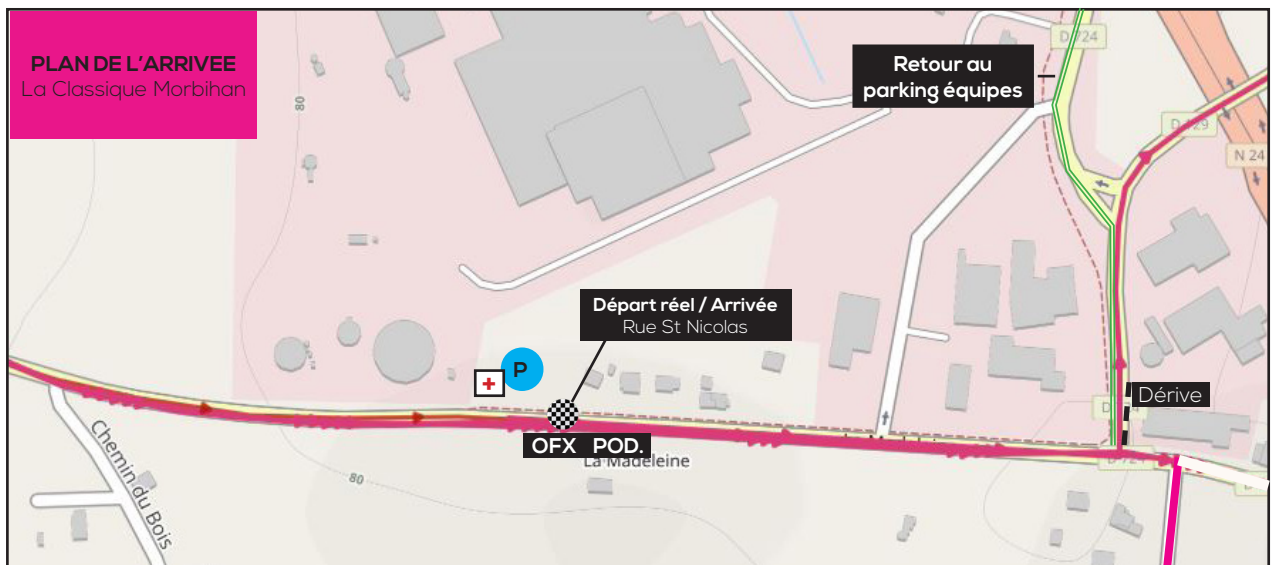 PLAN DE L'ARRIVEE
La Classique Morbihan
80
Retour au
parking équipes
D 724
D 129
N 24
Départ réel / Arrivée
Rue St Nicolas
P
Dérive
OFX POD.
La Madeleine
D 724
80
Chemin du Bois